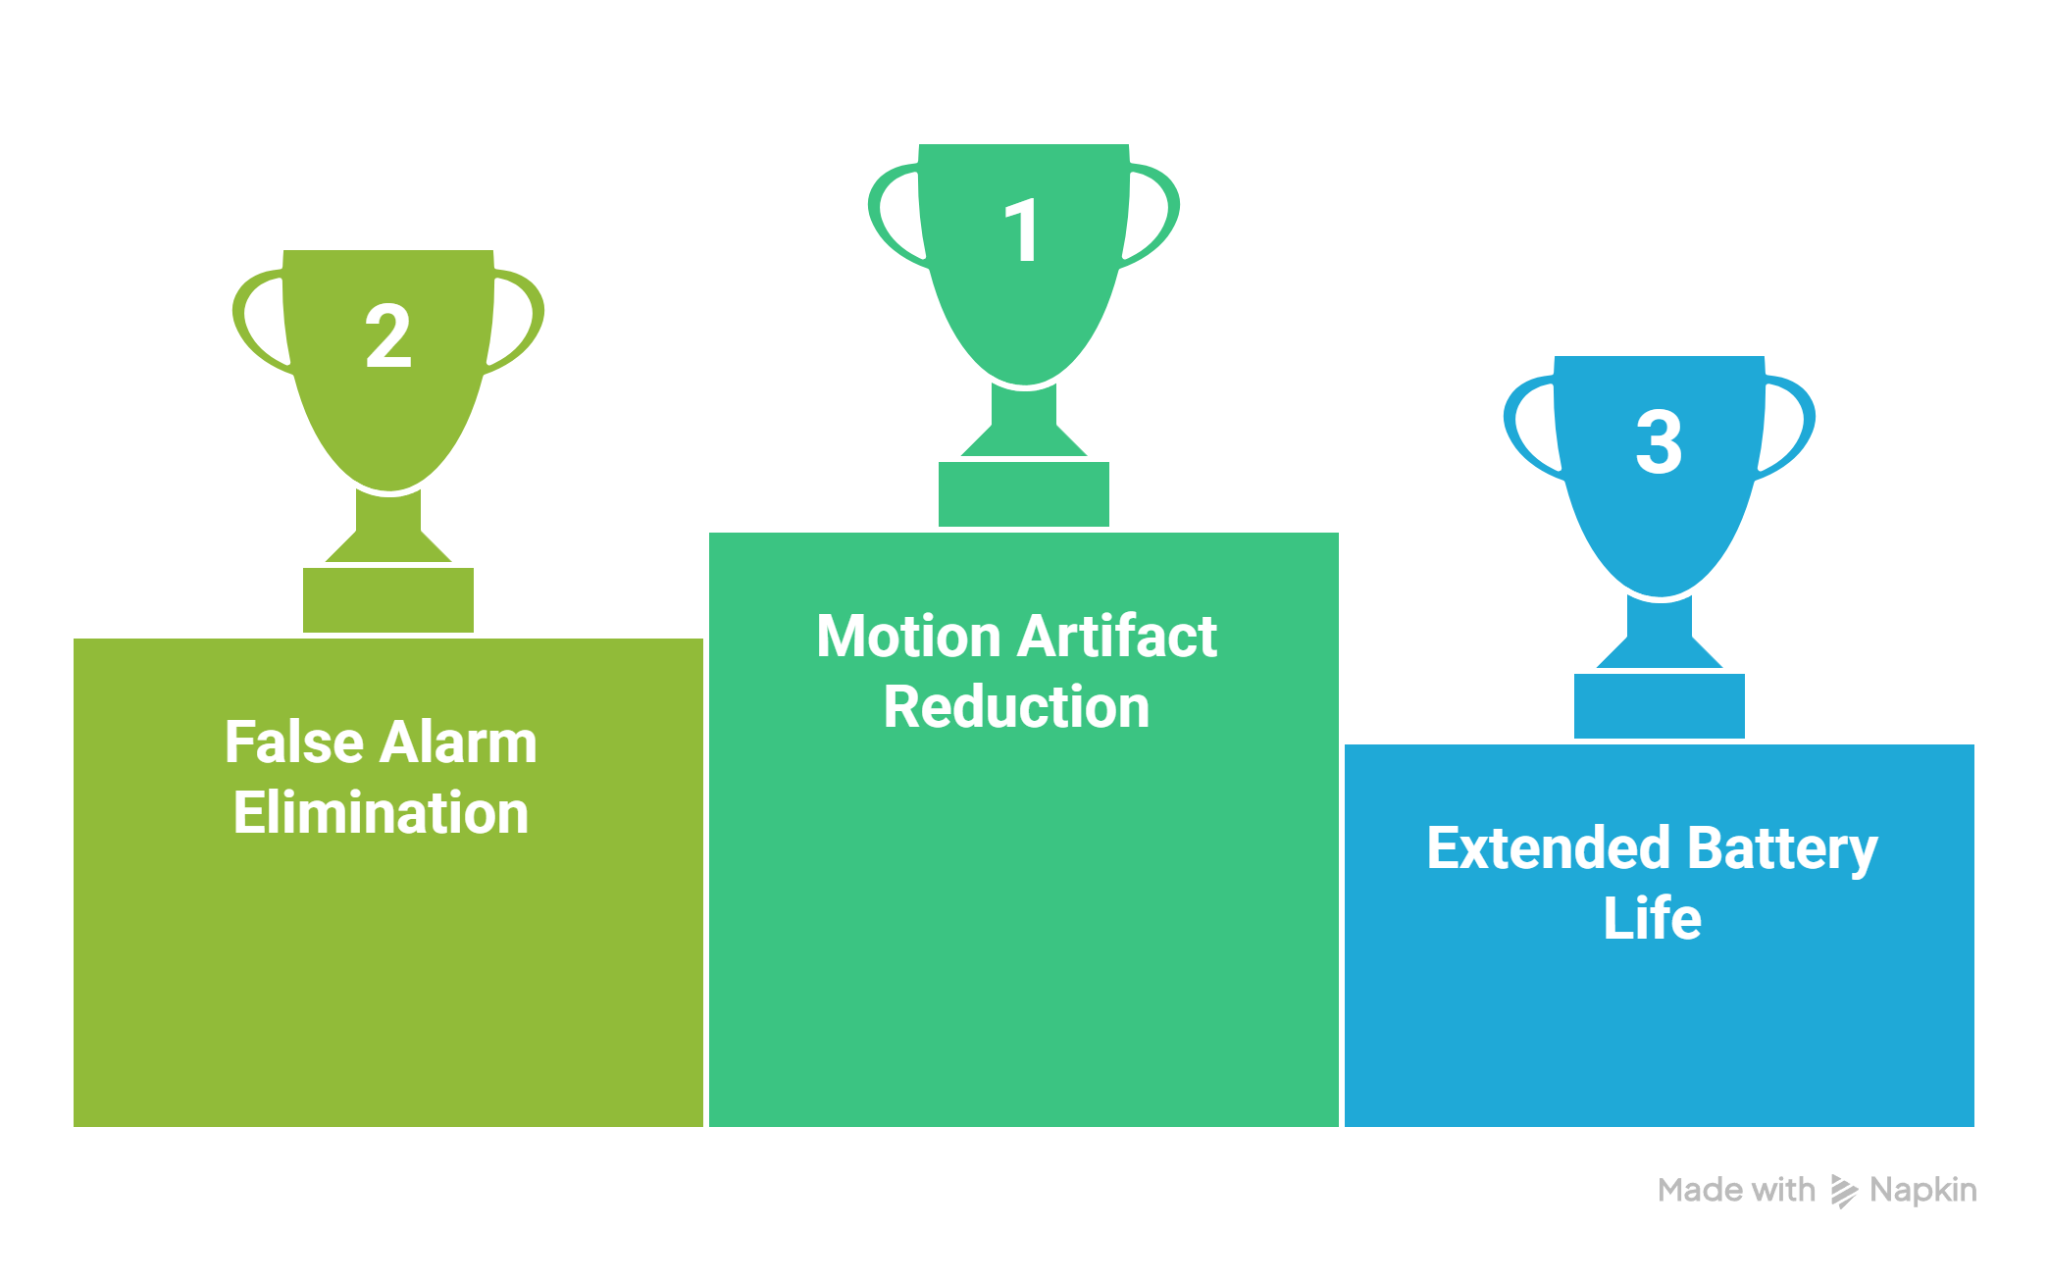 2
False Alarm
Elimination
1
Motion Artifact
Reduction
3
Extended Battery
Life
Made with Napkin